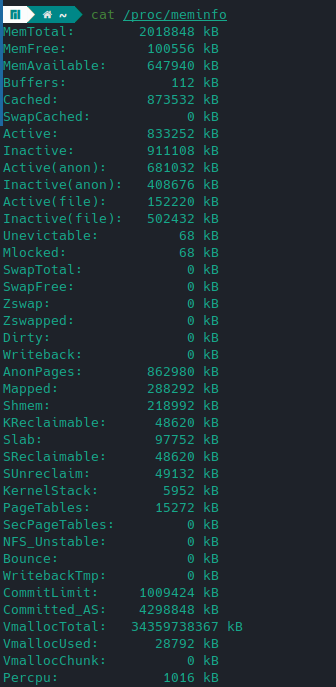 ~ cat /proc/meminfo
MemTotal: 2018848 kB
MemFree: 100556 kB
MemAvailable: 647940 kB
Buffers: 112 kB
Cached: 873532 kB
SwapCached: 0 kB
Active: 833252 kB
Inactive: 911108 kB
Active(anon): 681032 kB
Inactive(anon): 408676 kB
Active(file): 152220 kB
Inactive(file): 502432 kB
Unevictable: 68 kB
Mlocked: 68 kB
SwapTotal: 0 kB
SwapFree: 0 kB
Zswap: 0 kB
Zswapped: 0 kB
Dirty: 0 kB
Writeback: 0 kB
AnonPages: 862980 kB
Mapped: 288292 kB
Shmem: 218992 kB
KReclaimable: 48620 kB
Slab: 97752 kB
SReclaimable: 48620 kB
SUnreclaim: 49132 kB
KernelStack: 5952 kB
PageTables: 15272 kB
SecPageTables: 0 kB
NFS_Unstable: 0 kB
Bounce: 0 kB
WritebackTmp: 0 kB
CommitLimit: 1009424 kB
Committed_AS: 4298848 kB
VmallocTotal: 34359738367 kB
VmallocUsed: 28792 kB
VmallocChunk: 0 kB
Percpu: 1016 kB